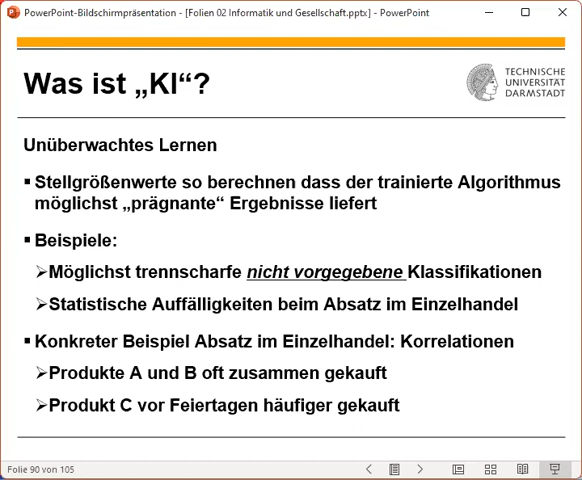 PowerPoint-Bildschirmpräsentation - [Folien 02 Informatik und Gesellschaft.pptx] - PowerPoint
Was ist „KI“?
TECHNISCHE
UNIVERSITÄT
DARMSTADT
Unüberwachtes Lernen
▪ Stellgrößenwerte so berechnen dass der trainierte Algorithmus
möglichst „prägnante“ Ergebnisse liefert
▪ Beispiele:
➢Möglichst trennscharfe nicht vorgegebene Klassifikationen
➢Statistische Auffälligkeiten beim Absatz im Einzelhandel
▪ Konkreter Beispiel Absatz im Einzelhandel: Korrelationen
➢Produkte A und B oft zusammen gekauft
➢Produkt C vor Feiertagen häufiger gekauft
Folie 90 von 105